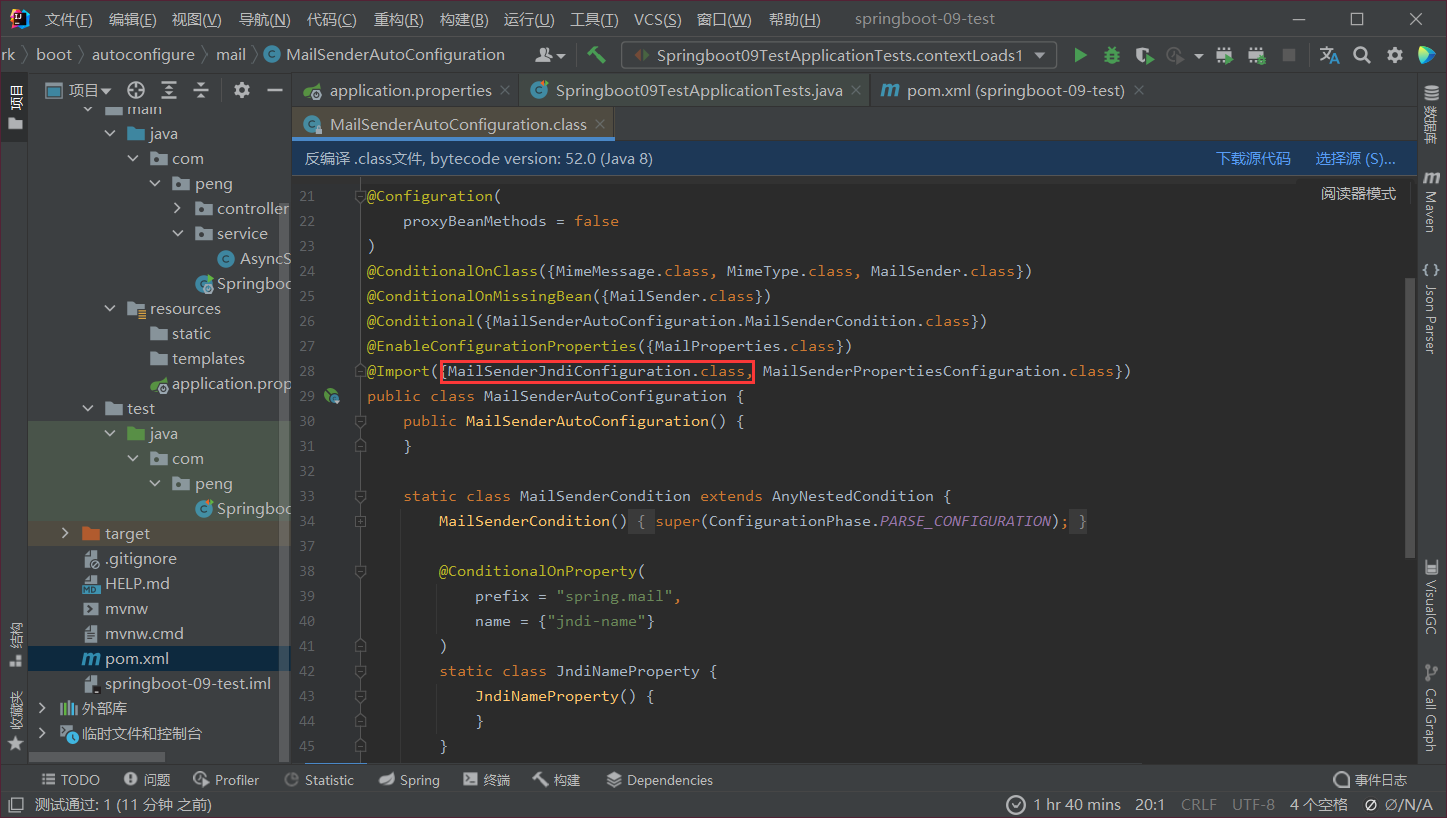 文件(F) 编辑(E) 视图(V) 导航(N) 代码(C) 重构(R) 构建(B) 运行(U) 工具(T) VCS(S) 窗口(W) 帮助(H) springboot-09-test
rk boot autoconfigure mail MailSenderAutoConfiguration Springboot09TestApplicationTests.contextLoads1
项目
项目
application.properties Springboot09TestApplicationTests.java pom.xml (springboot-09-test)
MailSenderAutoConfiguration.class
反编译 .class文件, bytecode version: 52.0 (Java 8) 下载源代码 选择源 (S)...
阅读器模式
main
java
com
peng
controller
service
AsyncS
Springboo
resources
static
templates
application.prop
test
java
com
peng
Springboo
target
.gitignore
HELP.md
mvnw
mvnw.cmd
pom.xml
springboot-09-test.iml
外部库
临时文件和控制台
结构
收藏夹
21 @Configuration(
22 proxyBeanMethods = false
23 )
24 @ConditionalOnClass({MimeMessage.class, MimeType.class, MailSender.class})
25 @ConditionalOnMissingBean({MailSender.class})
26 @Conditional({MailSenderAutoConfiguration.MailSenderCondition.class})
27 @EnableConfigurationProperties({MailProperties.class})
28 @Import({MailSenderJndiConfiguration.class, MailSenderPropertiesConfiguration.class})
29 public class MailSenderAutoConfiguration {
30 public MailSenderAutoConfiguration() {
31 }
32
33 static class MailSenderCondition extends AnyNestedCondition {
34 MailSenderCondition() { super(ConfigurationPhase.PARSE_CONFIGURATION); }
37
38 @ConditionalOnProperty(
39 prefix = "spring.mail",
40 name = {"jndi-name"}
41 )
42 static class JndiNameProperty {
43 JndiNameProperty() {
44 }
45 }
数据库
Maven
Json Parser
VisualGC
Call Graph
TODO 问题 Profiler Statistic Spring 终端 构建 Dependencies 事件日志
测试通过: 1 (11 分钟 之前) 1 hr 40 mins 20:1 CRLF UTF-8 4 个空格 Ø/N/A